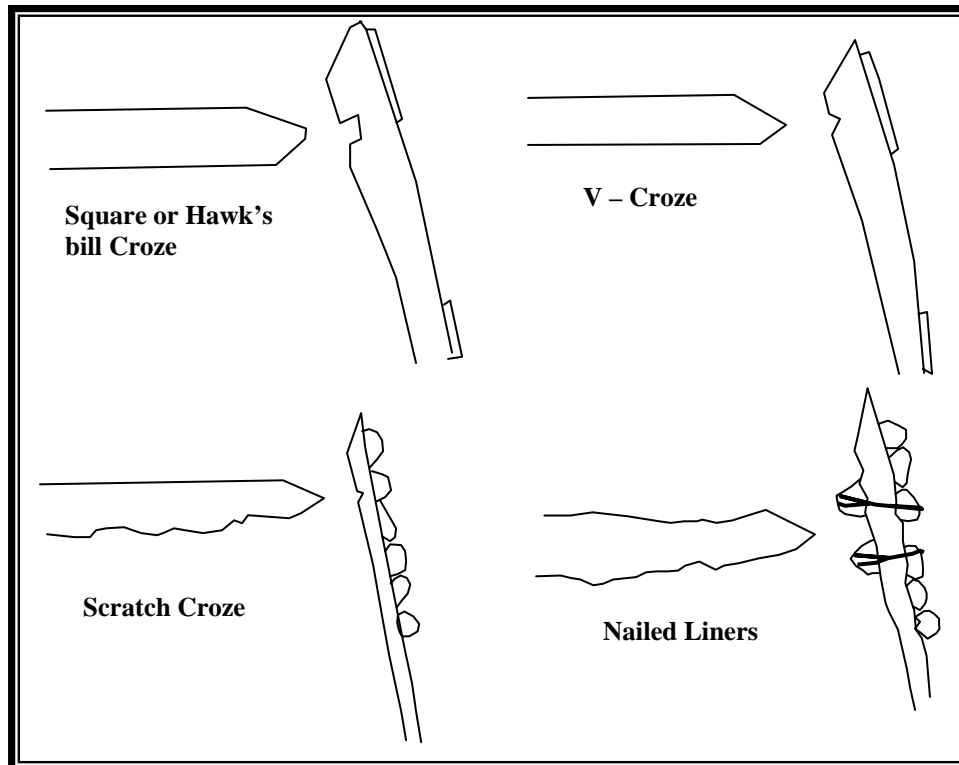 Square or Hawk's
bill Croze
V – Croze
Scratch Croze
Nailed Liners